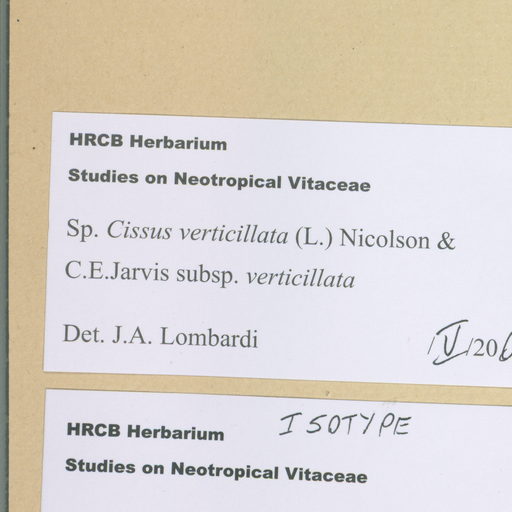 HRCB Herbarium
Studies on Neotropical Vitaceae
Sp. Cissus verticillata (L.) Nicolson &
C.E.Jarvis subsp. verticillata
Det. J.A. Lombardi
/V/20
HRCB Herbarium
ISOTYPE
Studies on Neotropical Vitaceae